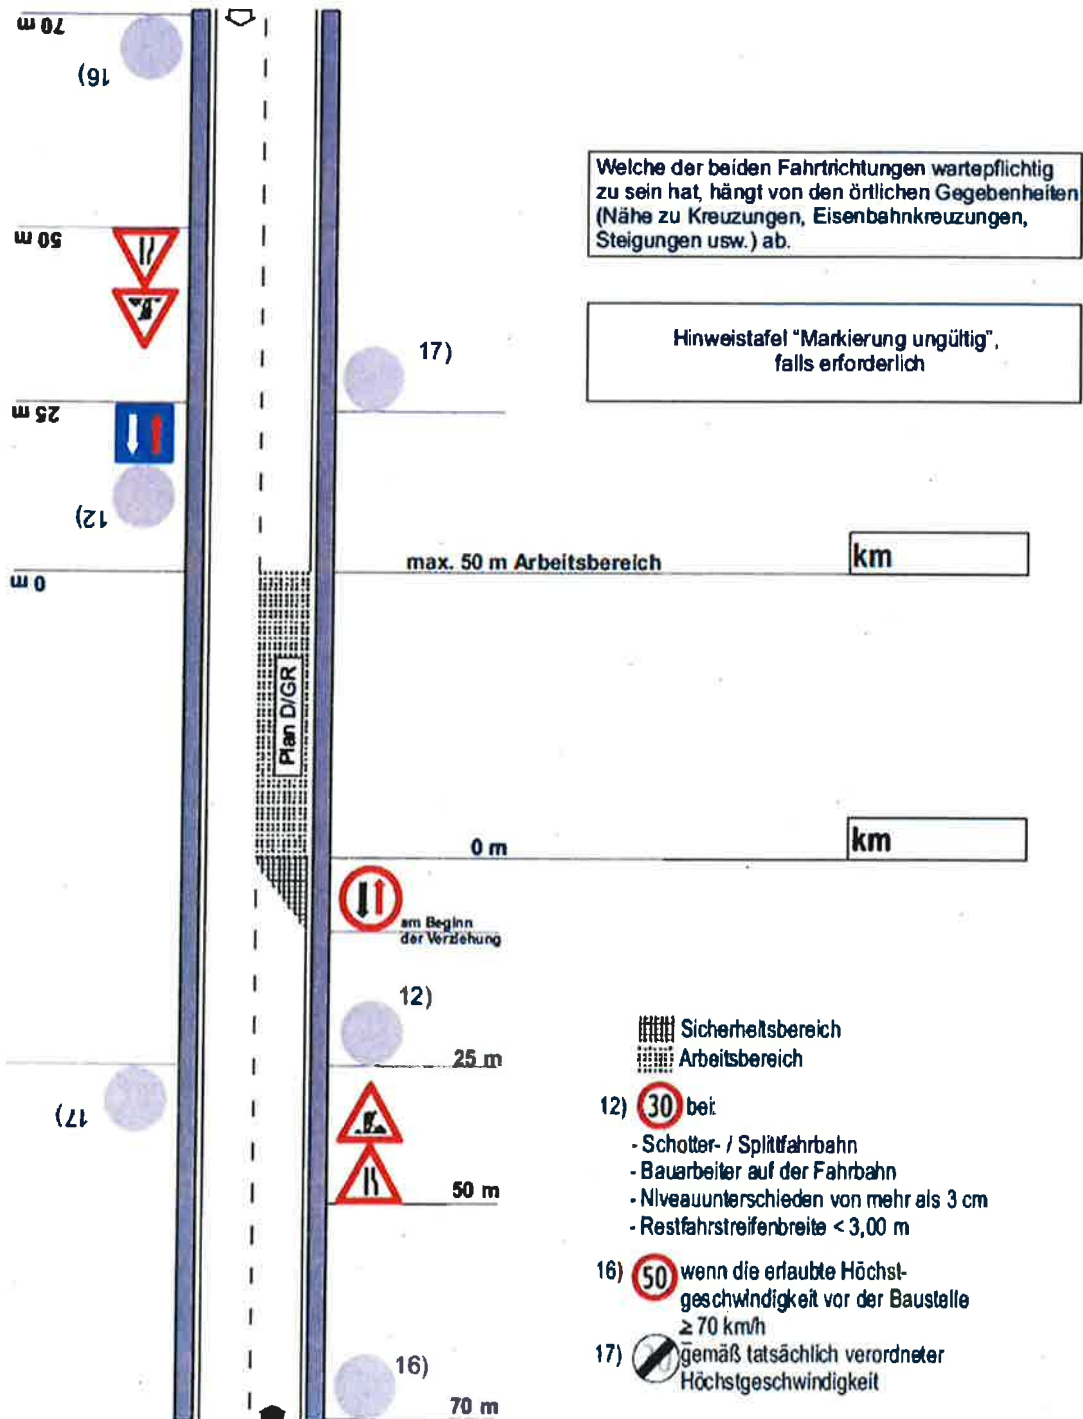 70 m
16)
Welche der beiden Fahrtrichtungen wartepflichtig
zu sein hat, hängt von den örtlichen Gegebenheiten
(Nähe zu Kreuzungen, Eisenbahnkreuzungen,
Steigungen usw.) ab.
50 m
Hinweistafel "Markierung ungültig",
falls erforderlich
17)
25 m
12)
max. 50 m Arbeitsbereich
km
0 m
Plan D/GR
0 m
km
am Beginn
der Verziehung
12)
25 m
17)
50 m
16)
70 m
Sicherheitsbereich
Arbeitsbereich
12) 30 bei:
- Schotter- / Splittfahrbahn
- Bauarbeiter auf der Fahrbahn
- Niveauunterschieden von mehr als 3 cm
- Restfahrstreifenbreite < 3,00 m
16) 50 wenn die erlaubte Höchst-
geschwindigkeit vor der Baustelle
≥ 70 km/h
17) gemäß tatsächlich verordneter
Höchstgeschwindigkeit